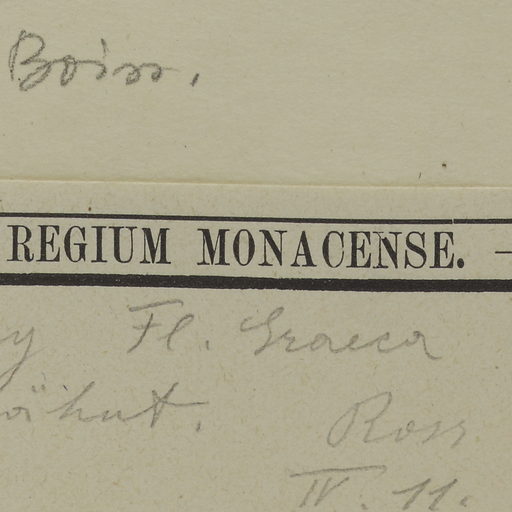 Boiss.
REGIUM MONACENSE. —
y Fl. Graeca
Ross
IV. 11.